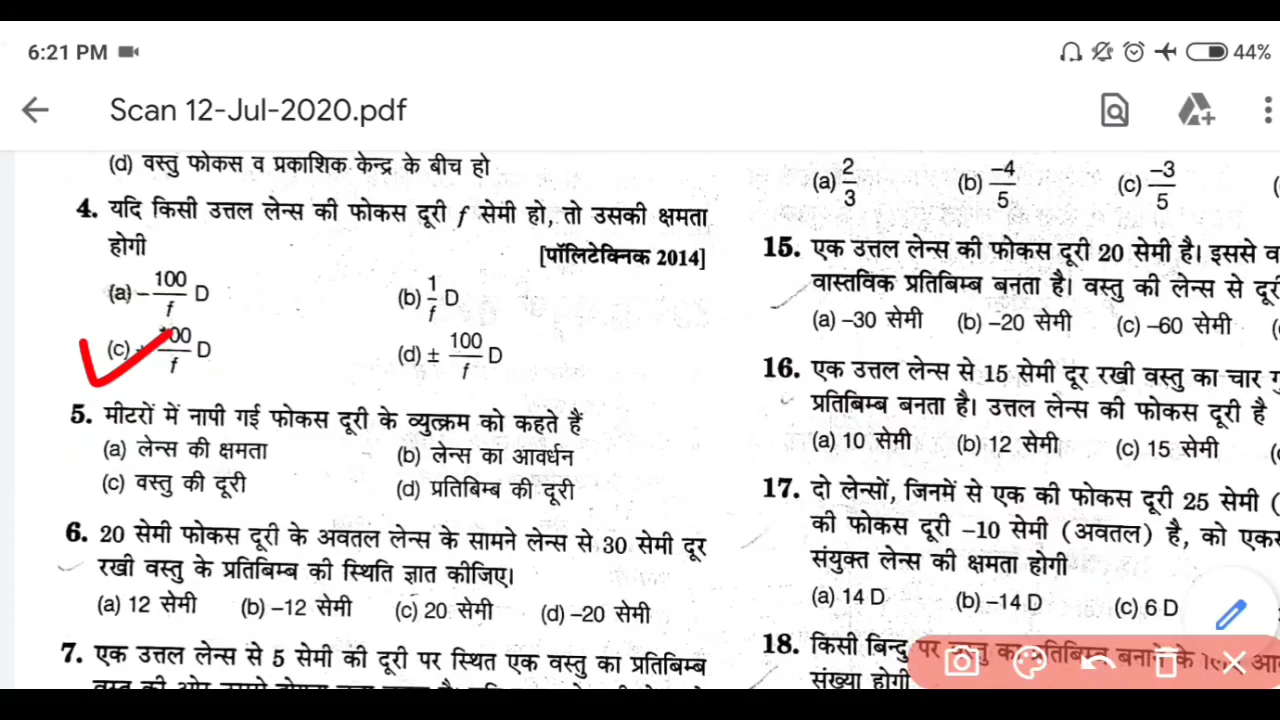 6:21 PM
44%
Scan 12-Jul-2020.pdf
(d) वस्तु फोकस व प्रकाशिक केन्द्र के बीच हो
4. यदि किसी उत्तल लेन्स की फोकस दूरी f सेमी हो, तो उसकी क्षमता
होगी [पॉलिटेक्निक 2014]
(a) – 100/f D (b) 1/f D
(c) 100/f D (d) ± 100/f D
5. मीटरों में नापी गई फोकस दूरी के व्युत्क्रम को कहते हैं
(a) लेन्स की क्षमता (b) लेन्स का आवर्धन
(c) वस्तु की दूरी (d) प्रतिबिम्ब की दूरी
6. 20 सेमी फोकस दूरी के अवतल लेन्स के सामने लेन्स से 30 सेमी दूर
रखी वस्तु के प्रतिबिम्ब की स्थिति ज्ञात कीजिए।
(a) 12 सेमी (b) –12 सेमी (c) 20 सेमी (d) –20 सेमी
7. एक उत्तल लेन्स से 5 सेमी की दूरी पर स्थित एक वस्तु का प्रतिबिम्ब
(a) 2/3 (b) –4/5 (c) –3/5
15. एक उत्तल लेन्स की फोकस दूरी 20 सेमी है। इससे
वास्तविक प्रतिबिम्ब बनता है। वस्तु की लेन्स से
(a) –30 सेमी (b) –20 सेमी (c) –60 सेमी
16. एक उत्तल लेन्स से 15 सेमी दूर रखी वस्तु का चार
प्रतिबिम्ब बनता है। उत्तल लेन्स की फोकस दूरी है
(a) 10 सेमी (b) 12 सेमी (c) 15 सेमी
17. दो लेन्सों, जिनमें से एक की फोकस दूरी 25 सेमी (
की फोकस दूरी –10 सेमी (अवतल) है, को
संयुक्त लेन्स की क्षमता होगी
(a) 14 D (b) –14 D (c) 6 D
18. किसी बिन्दु पर वस्तु का प्रतिबिम्ब बनाने के
संख्या होगी